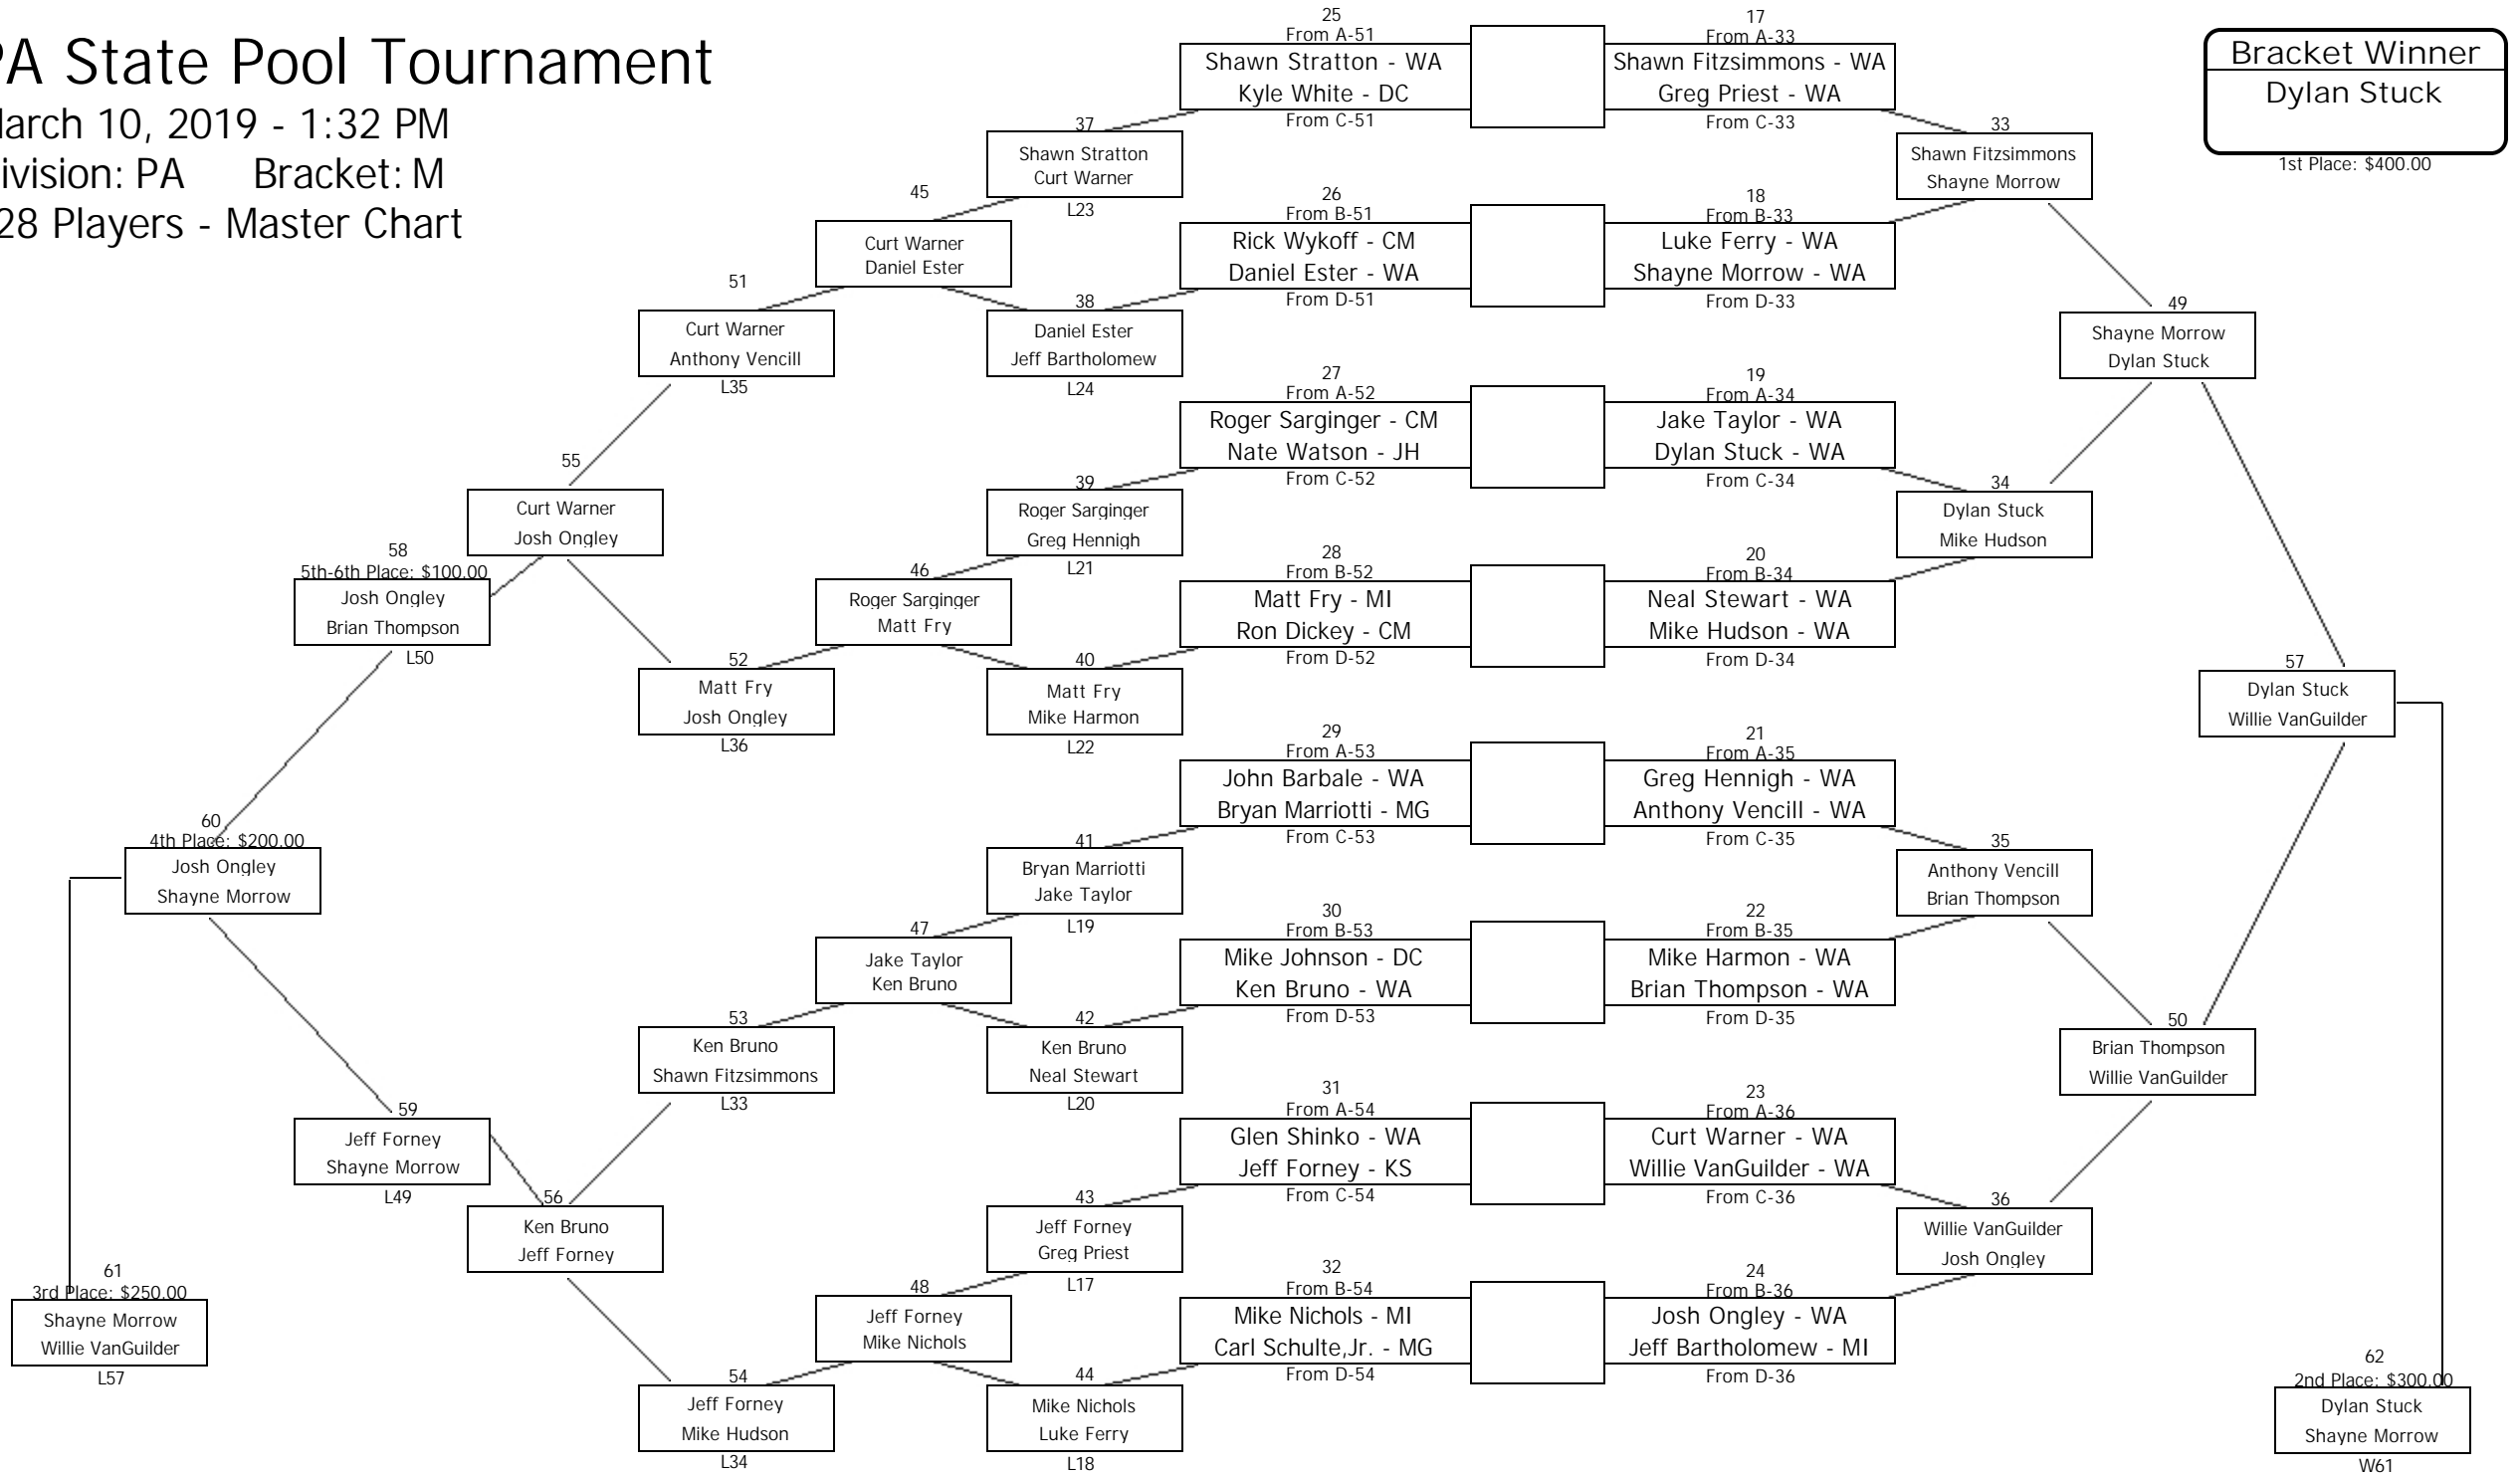 PA State Pool Tournament
March 10, 2019 - 1:32 PM
Division: PA Bracket: M
28 Players - Master Chart
Bracket Winner
Dylan Stuck
1st Place: $400.00
25
From A-51
Shawn Stratton - WA
Kyle White - DC
From C-51
26
From B-51
Rick Wykoff - CM
Daniel Ester - WA
From D-51
27
From A-52
Roger Sarginger - CM
Nate Watson - JH
From C-52
28
From B-52
Matt Fry - MI
Ron Dickey - CM
From D-52
29
From A-53
John Barbale - WA
Bryan Marriotti - MG
From C-53
30
From B-53
Mike Johnson - DC
Ken Bruno - WA
From D-53
31
From A-54
Glen Shinko - WA
Jeff Forney - KS
From C-54
32
From B-54
Mike Nichols - MI
Carl Schulte,Jr. - MG
From D-54
17
From A-33
Shawn Fitzsimmons - WA
Greg Priest - WA
From C-33
18
From B-33
Luke Ferry - WA
Shayne Morrow - WA
From D-33
19
From A-34
Jake Taylor - WA
Dylan Stuck - WA
From C-34
20
From B-34
Neal Stewart - WA
Mike Hudson - WA
From D-34
21
From A-35
Greg Hennigh - WA
Anthony Vencill - WA
From C-35
22
From B-35
Mike Harmon - WA
Brian Thompson - WA
From D-35
23
From A-36
Curt Warner - WA
Willie VanGuilder - WA
From C-36
24
From B-36
Josh Ongley - WA
Jeff Bartholomew - MI
From D-36
37
Shawn Stratton
Curt Warner
L23
38
Daniel Ester
Jeff Bartholomew
L24
39
Roger Sarginger
Greg Hennigh
L21
40
Matt Fry
Mike Harmon
L22
41
Bryan Marriotti
Jake Taylor
L19
42
Ken Bruno
Neal Stewart
L20
43
Jeff Forney
Greg Priest
L17
44
Mike Nichols
Luke Ferry
L18
45
Curt Warner
Daniel Ester
46
Roger Sarginger
Matt Fry
47
Jake Taylor
Ken Bruno
48
Jeff Forney
Mike Nichols
51
Curt Warner
Anthony Vencill
L35
52
Matt Fry
Josh Ongley
L36
53
Ken Bruno
Shawn Fitzsimmons
L33
54
Jeff Forney
Mike Hudson
L34
55
Curt Warner
Josh Ongley
56
Ken Bruno
Jeff Forney
58
5th-6th Place: $100.00
Josh Ongley
Brian Thompson
L50
59
Jeff Forney
Shayne Morrow
L49
60
4th Place: $200.00
Josh Ongley
Shayne Morrow
61
3rd Place: $250.00
Shayne Morrow
Willie VanGuilder
L57
33
Shawn Fitzsimmons
Shayne Morrow
34
Dylan Stuck
Mike Hudson
35
Anthony Vencill
Brian Thompson
36
Willie VanGuilder
Josh Ongley
49
Shayne Morrow
Dylan Stuck
50
Brian Thompson
Willie VanGuilder
57
Dylan Stuck
Willie VanGuilder
62
2nd Place: $300.00
Dylan Stuck
Shayne Morrow
W61